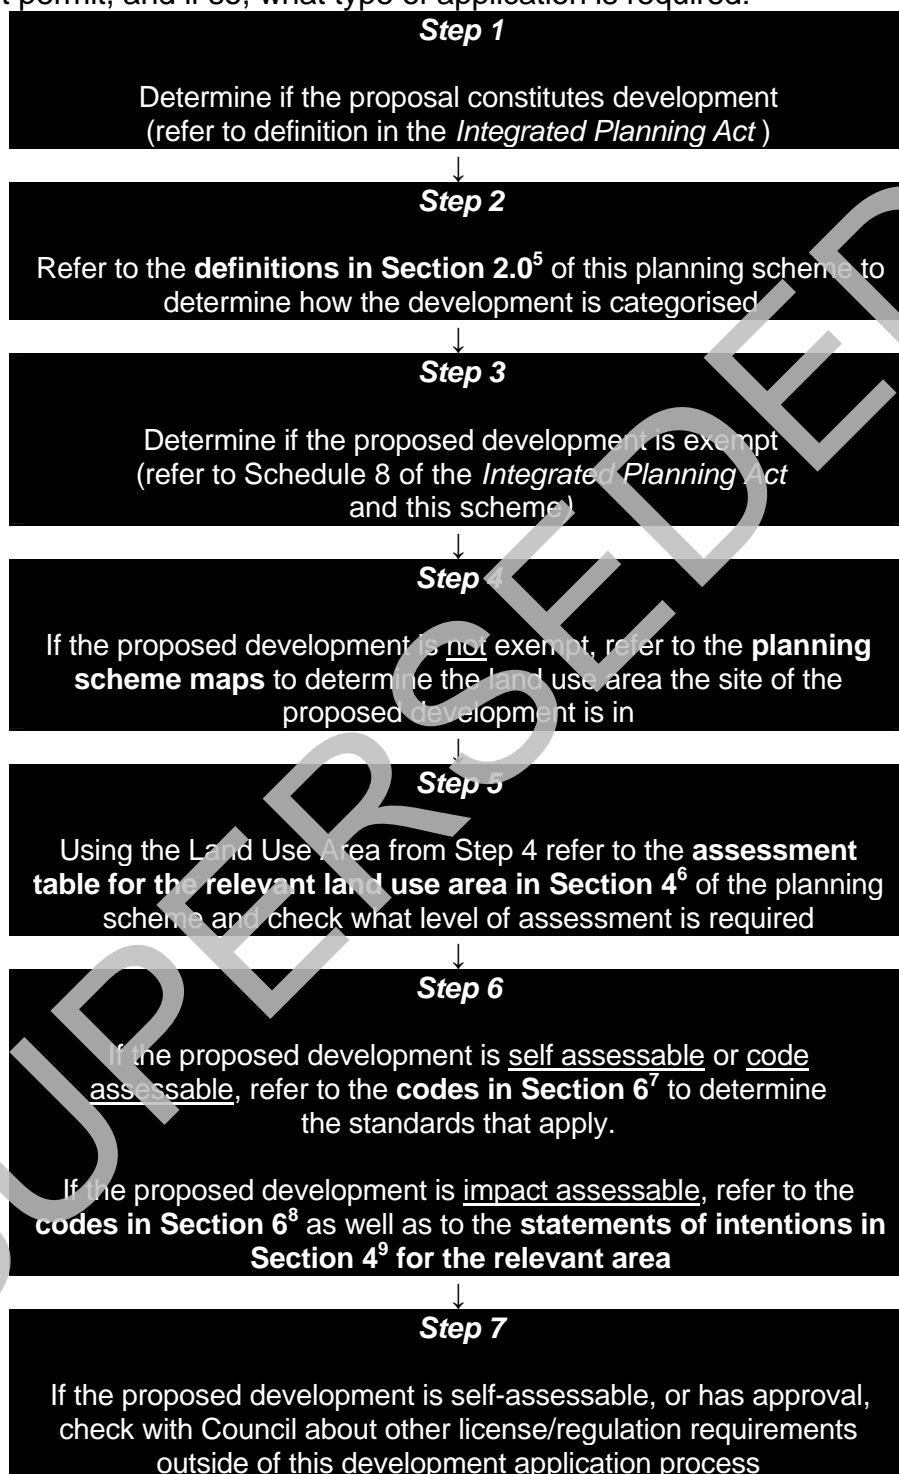 t permit, and if so, what type of application is required.
Step 1
Determine if the proposal constitutes development
(refer to definition in the Integrated Planning Act )
↓
Step 2
Refer to the definitions in Section 2.0⁵ of this planning scheme to
determine how the development is categorised
↓
Step 3
Determine if the proposed development is exempt
(refer to Schedule 8 of the Integrated Planning Act
and this scheme)
↓
Step 4
If the proposed development is not exempt, refer to the planning
scheme maps to determine the land use area the site of the
proposed development is in
↓
Step 5
Using the Land Use Area from Step 4 refer to the assessment
table for the relevant land use area in Section 4⁶ of the planning
scheme and check what level of assessment is required
↓
Step 6
If the proposed development is self assessable or code
assessable, refer to the codes in Section 6⁷ to determine
the standards that apply.
If the proposed development is impact assessable, refer to the
codes in Section 6⁸ as well as to the statements of intentions in
Section 4⁹ for the relevant area
↓
Step 7
If the proposed development is self-assessable, or has approval,
check with Council about other license/regulation requirements
outside of this development application process
SUPERSEDED